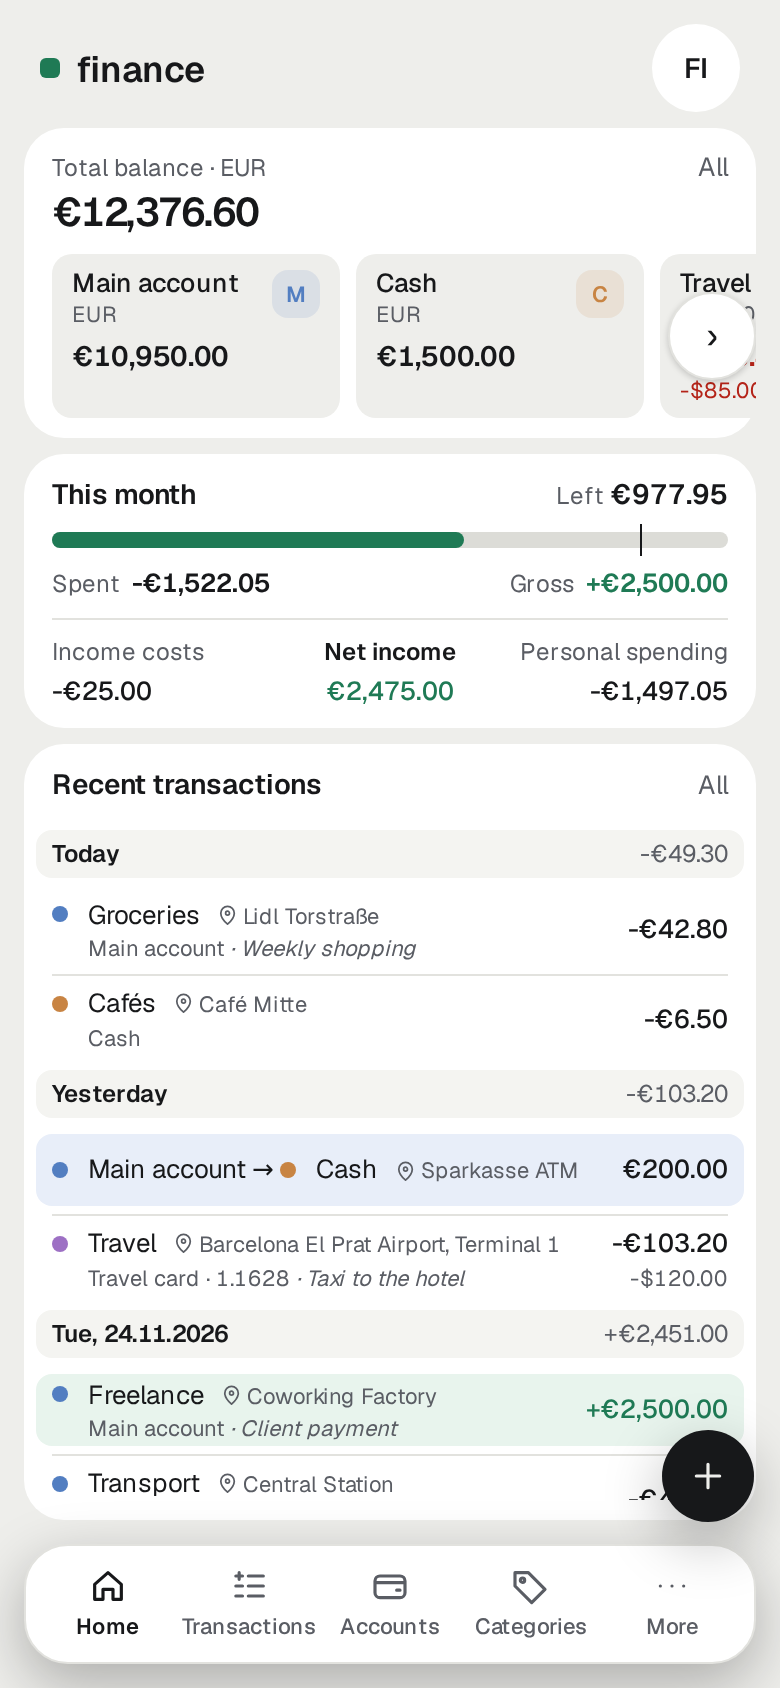 finance
FI
Total balance · EUR
All
€12,376.60
Main account
M
EUR
€10,950.00
Cash
C
EUR
€1,500.00
Travel
›
-$85.00
This month
Left €977.95
Spent -€1,522.05
Gross +€2,500.00
Income costs
Net income
Personal spending
-€25.00
€2,475.00
-€1,497.05
Recent transactions
All
Today
-€49.30
Groceries Lidl Torstraße
Main account · Weekly shopping
-€42.80
Cafés Café Mitte
Cash
-€6.50
Yesterday
-€103.20
Main account → Cash Sparkasse ATM
€200.00
Travel Barcelona El Prat Airport, Terminal 1
-€103.20
Travel card · 1.1628 · Taxi to the hotel
-$120.00
Tue, 24.11.2026
+€2,451.00
Freelance Coworking Factory
Main account · Client payment
+€2,500.00
Transport Central Station
Home
Transactions
Accounts
Categories
More